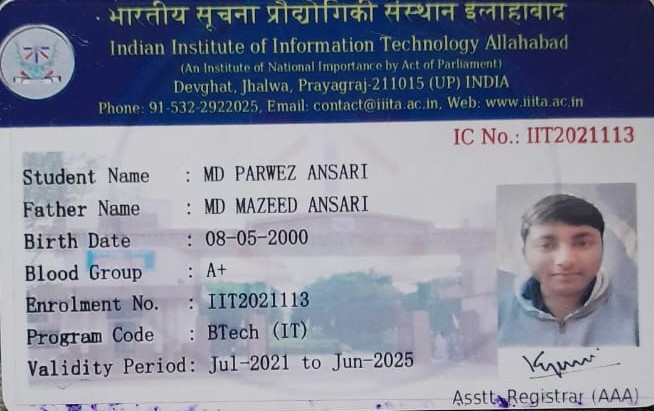 भारतीय सूचना प्रौद्योगिकी संस्थान इलाहाबाद
Indian Institute of Information Technology Allahabad
(An Institute of National Importance by Act of Parliament)
Devghat, Jhalwa, Prayagraj-211015 (UP) INDIA
Phone: 91-532-2922025, Email: contact@iiita.ac.in, Web: www.iiita.ac.in
IC No.: IIT2021113
Student Name : MD PARWEZ ANSARI
Father Name : MD MAZEED ANSARI
Birth Date : 08-05-2000
Blood Group : A+
Enrolment No. : IIT2021113
Program Code : BTech (IT)
Validity Period: Jul-2021 to Jun-2025
Asstt. Registrar (AAA)